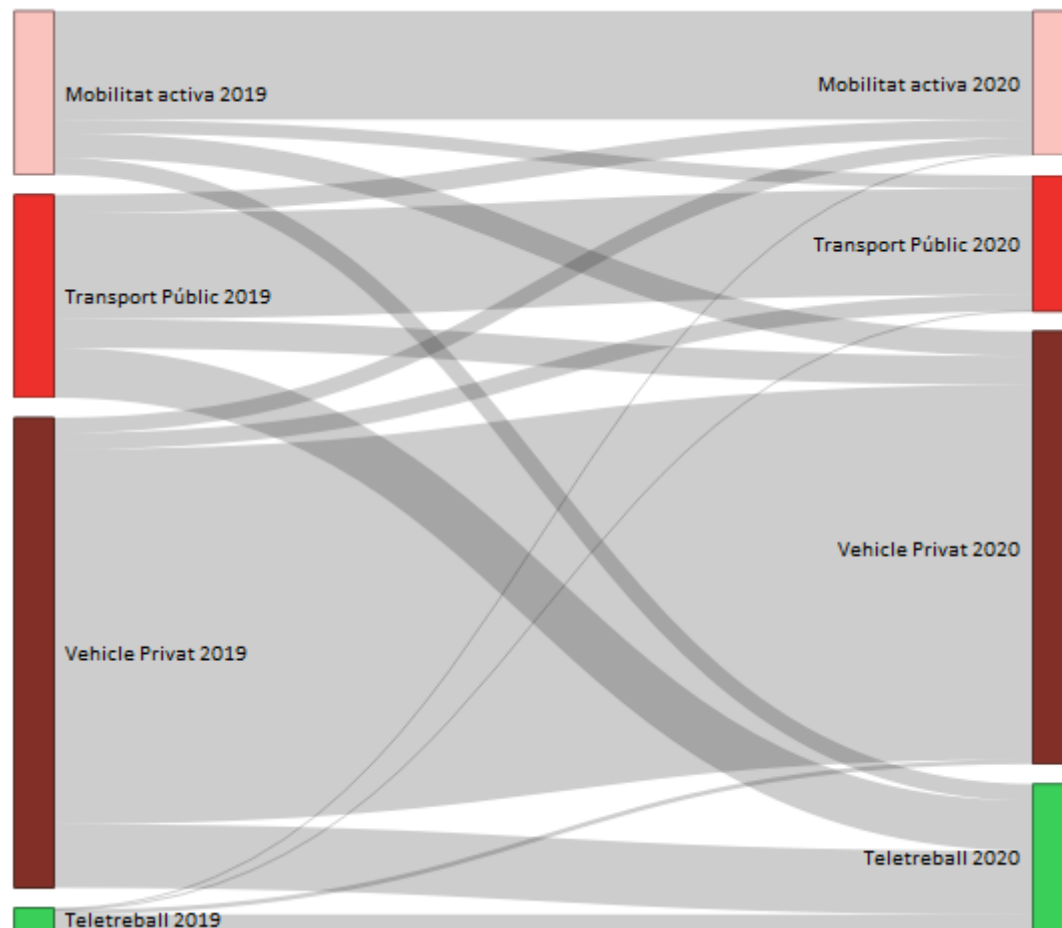 Mobilitat activa 2019
Mobilitat activa 2020
Transport Públic 2019
Transport Públic 2020
Vehicle Privat 2019
Vehicle Privat 2020
Teletreball 2019
Teletreball 2020